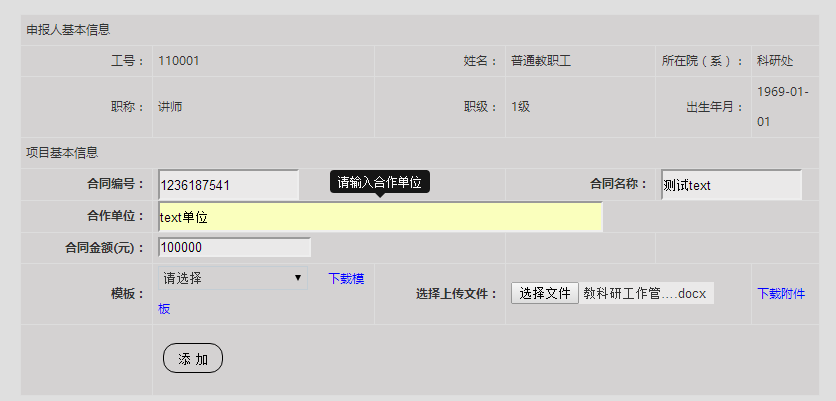 申报人基本信息
工号： 110001 姓名： 普通教职工 所在院（系）： 科研处
职称： 讲师 职级： 1级 出生年月： 1969-01-
01
项目基本信息
合同编号： 1236187541 请输入合作单位 合同名称： 测试text
合作单位： text单位
合同金额(元)： 100000
模板： 请选择 下载模
板 选择上传文件： 选择文件 教科研工作管....docx 下载附件
添 加